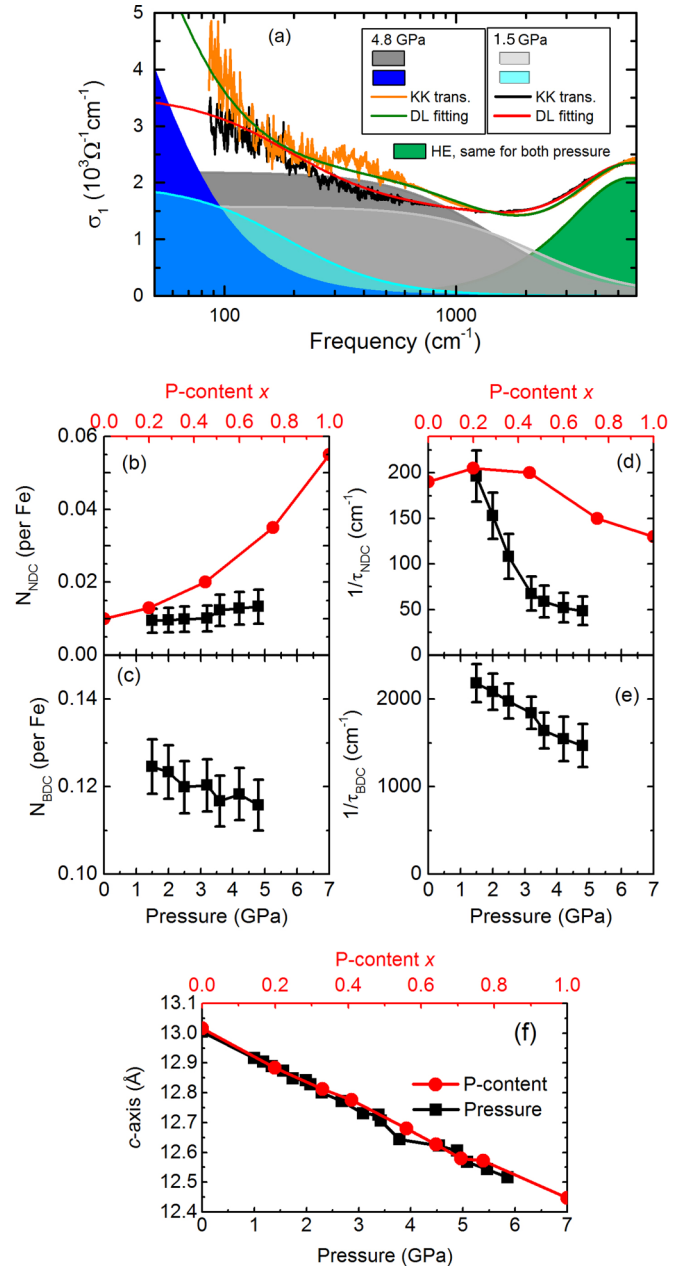 (a)
4.8 GPa
1.5 GPa
KK trans.
KK trans.
DL fitting
DL fitting
HE, same for both pressure
σ₁ (10³Ω⁻¹cm⁻¹)
5
4
3
2
1
0
100
1000
Frequency (cm⁻¹)
P-content x
0.0 0.2 0.4 0.6 0.8 1.0
(b)
N_NDC (per Fe)
0.06
0.04
0.02
0.00
(c)
N_BDC (per Fe)
0.14
0.12
0.10
0 1 2 3 4 5 6 7
Pressure (GPa)
P-content x
0.0 0.2 0.4 0.6 0.8 1.0
(d)
1/τ_NDC (cm⁻¹)
200
150
100
50
0
(e)
1/τ_BDC (cm⁻¹)
2000
1000
0
0 1 2 3 4 5 6 7
Pressure (GPa)
P-content x
0.0 0.2 0.4 0.6 0.8 1.0
(f)
c-axis (Å)
13.1
13.0
12.9
12.8
12.7
12.6
12.5
12.4
P-content
Pressure
0 1 2 3 4 5 6 7
Pressure (GPa)